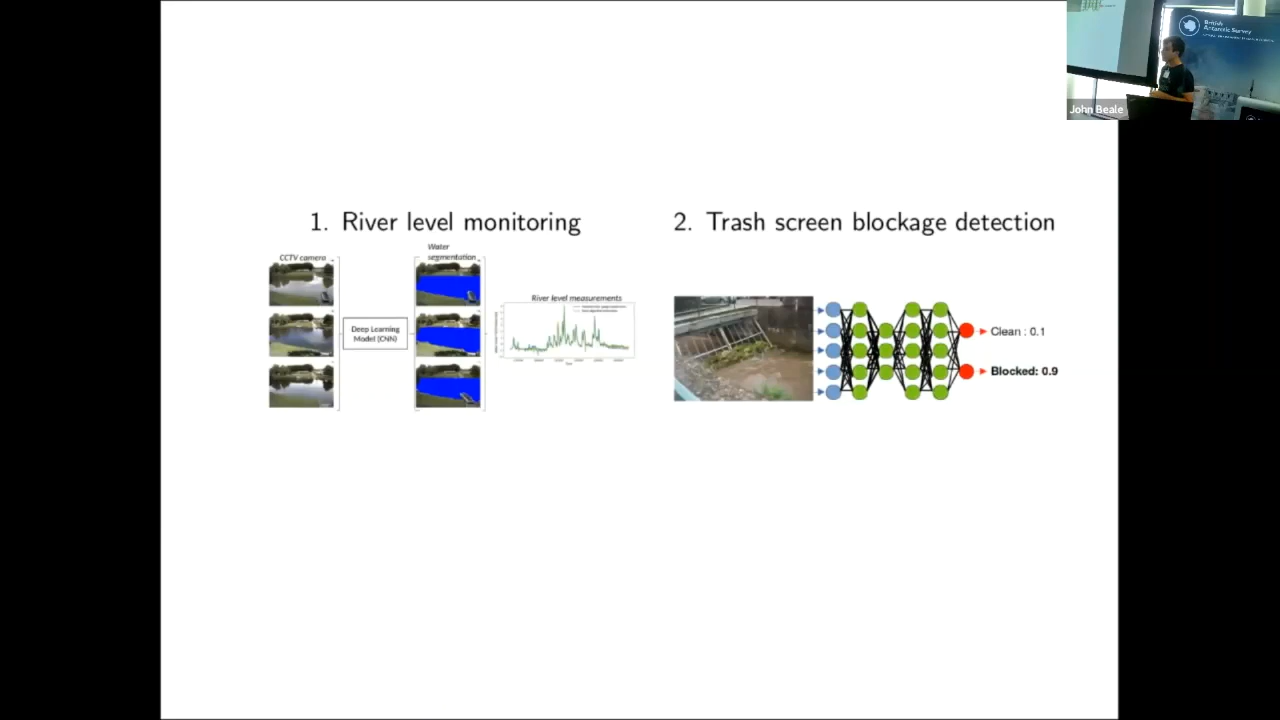 British
Antarctic Survey
John Beale
1. River level monitoring
CCTV camera
Deep Learning
Model (CNN)
Water
segmentation
River level measurements
2. Trash screen blockage detection
Clean : 0.1
Blocked: 0.9